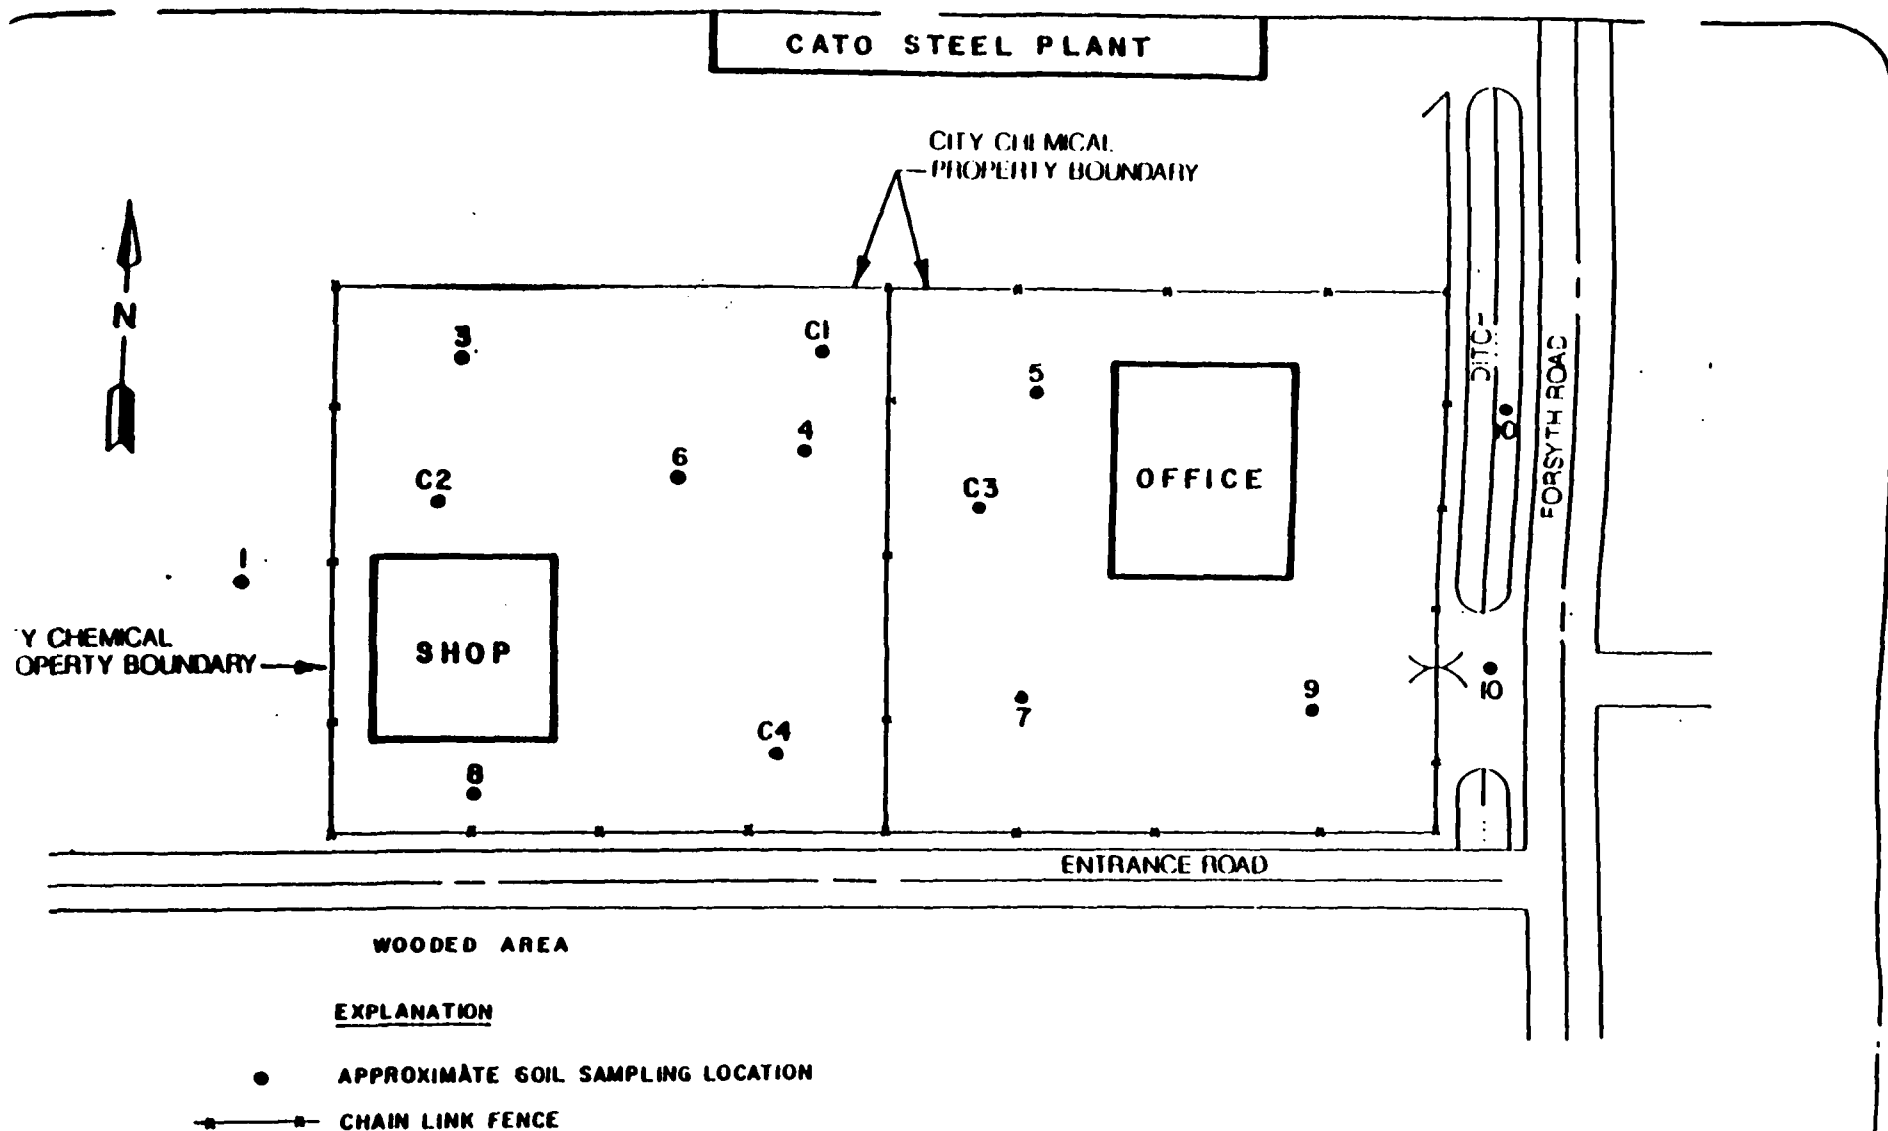 CATO STEEL PLANT
CITY CHEMICAL
PROPERTY BOUNDARY
N
3
C1
5
4
6
C2
C3
OFFICE
DITC
FORSYTH ROAD
1
Y CHEMICAL
OPERTY BOUNDARY
SHOP
10
9
7
C4
8
ENTRANCE ROAD
WOODED AREA
EXPLANATION
APPROXIMATE SOIL SAMPLING LOCATION
CHAIN LINK FENCE